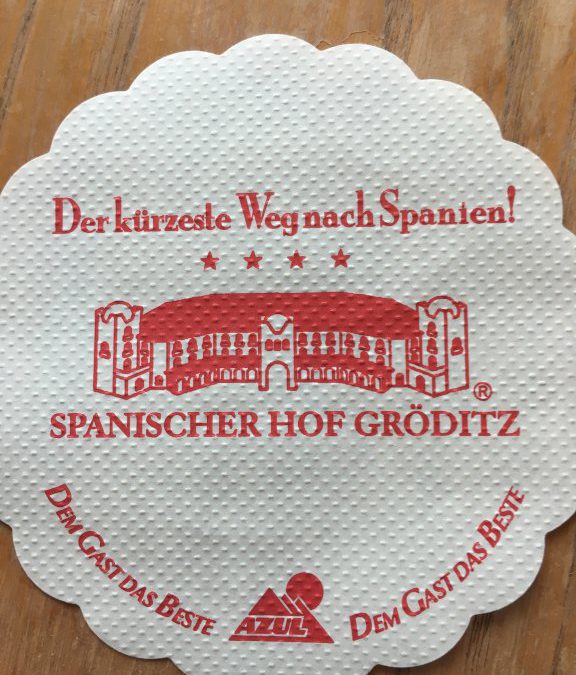 Der kürzeste Weg nach Spanien!
®
SPANISCHER HOF GRÖDITZ
DEM GAST DAS BESTE
AZUL
DEM GAST DAS BESTE